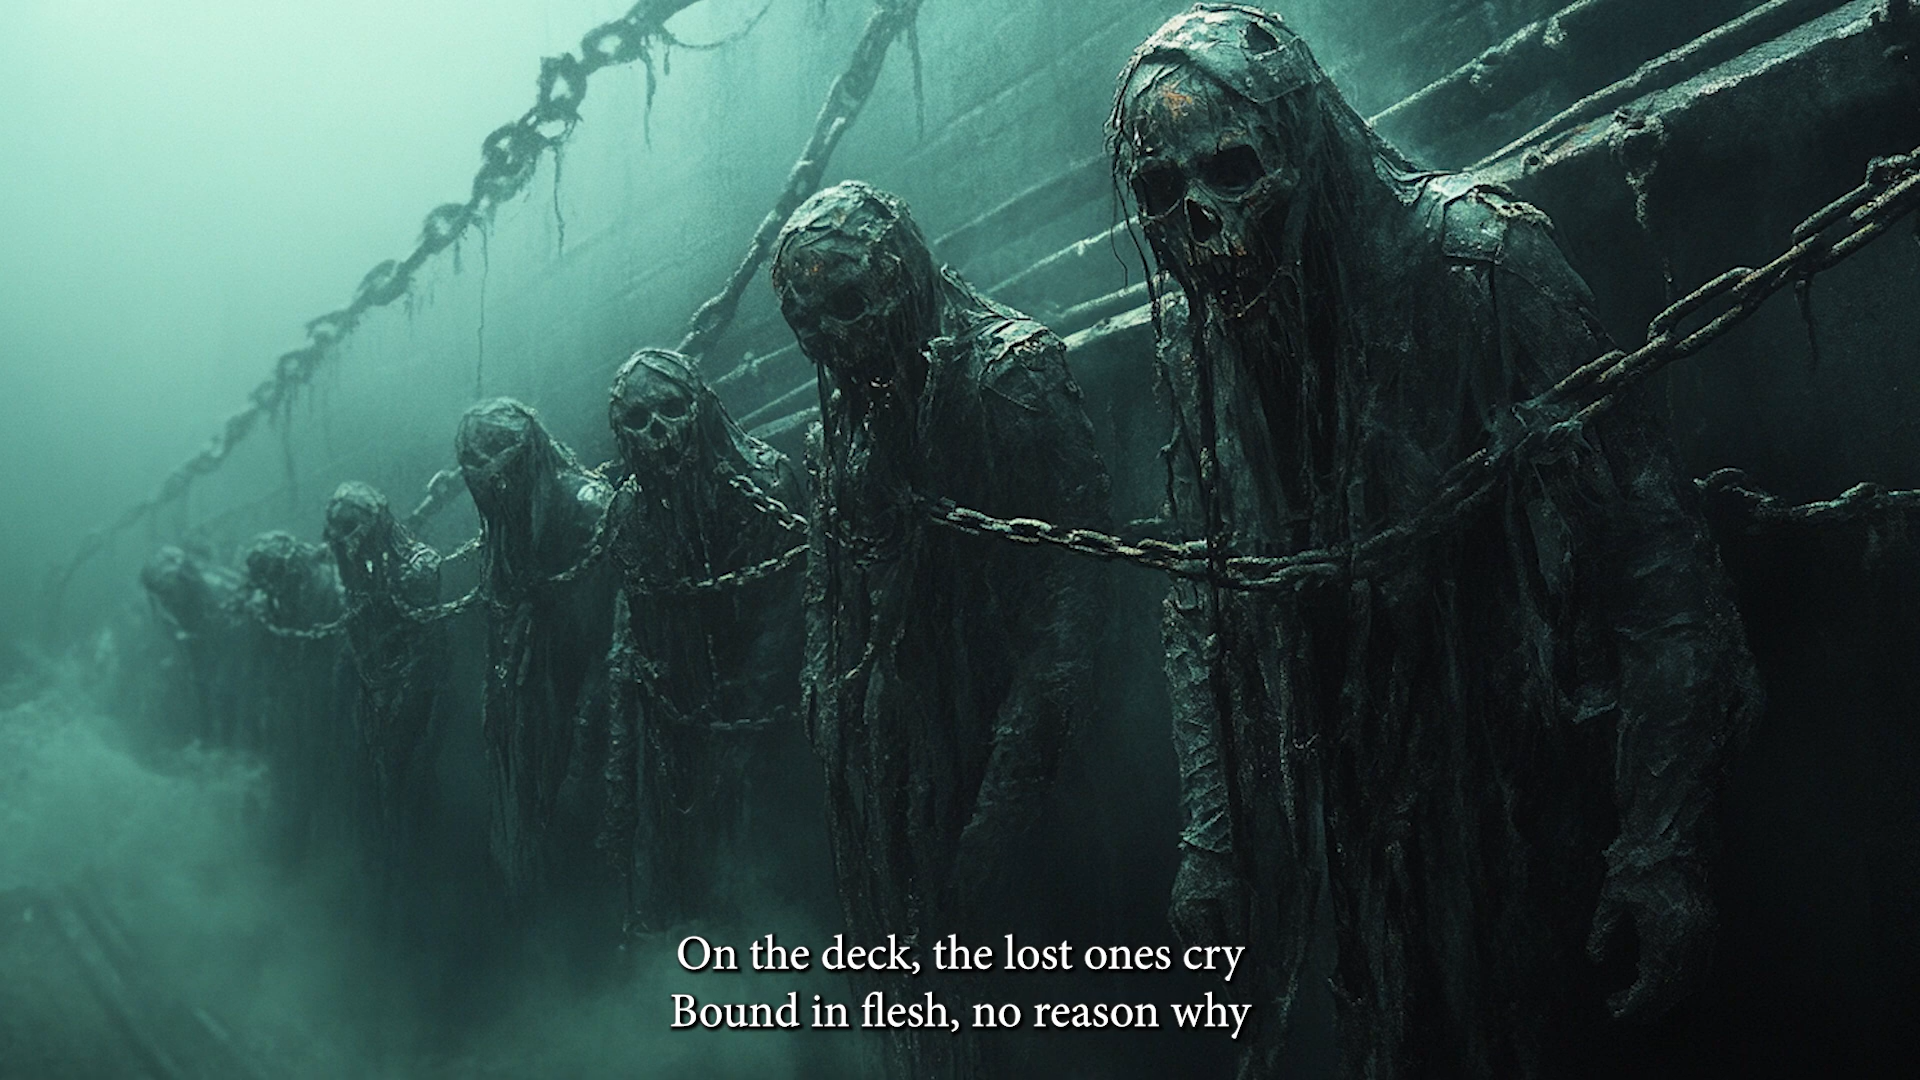 On the deck, the lost ones cry
Bound in flesh, no reason why